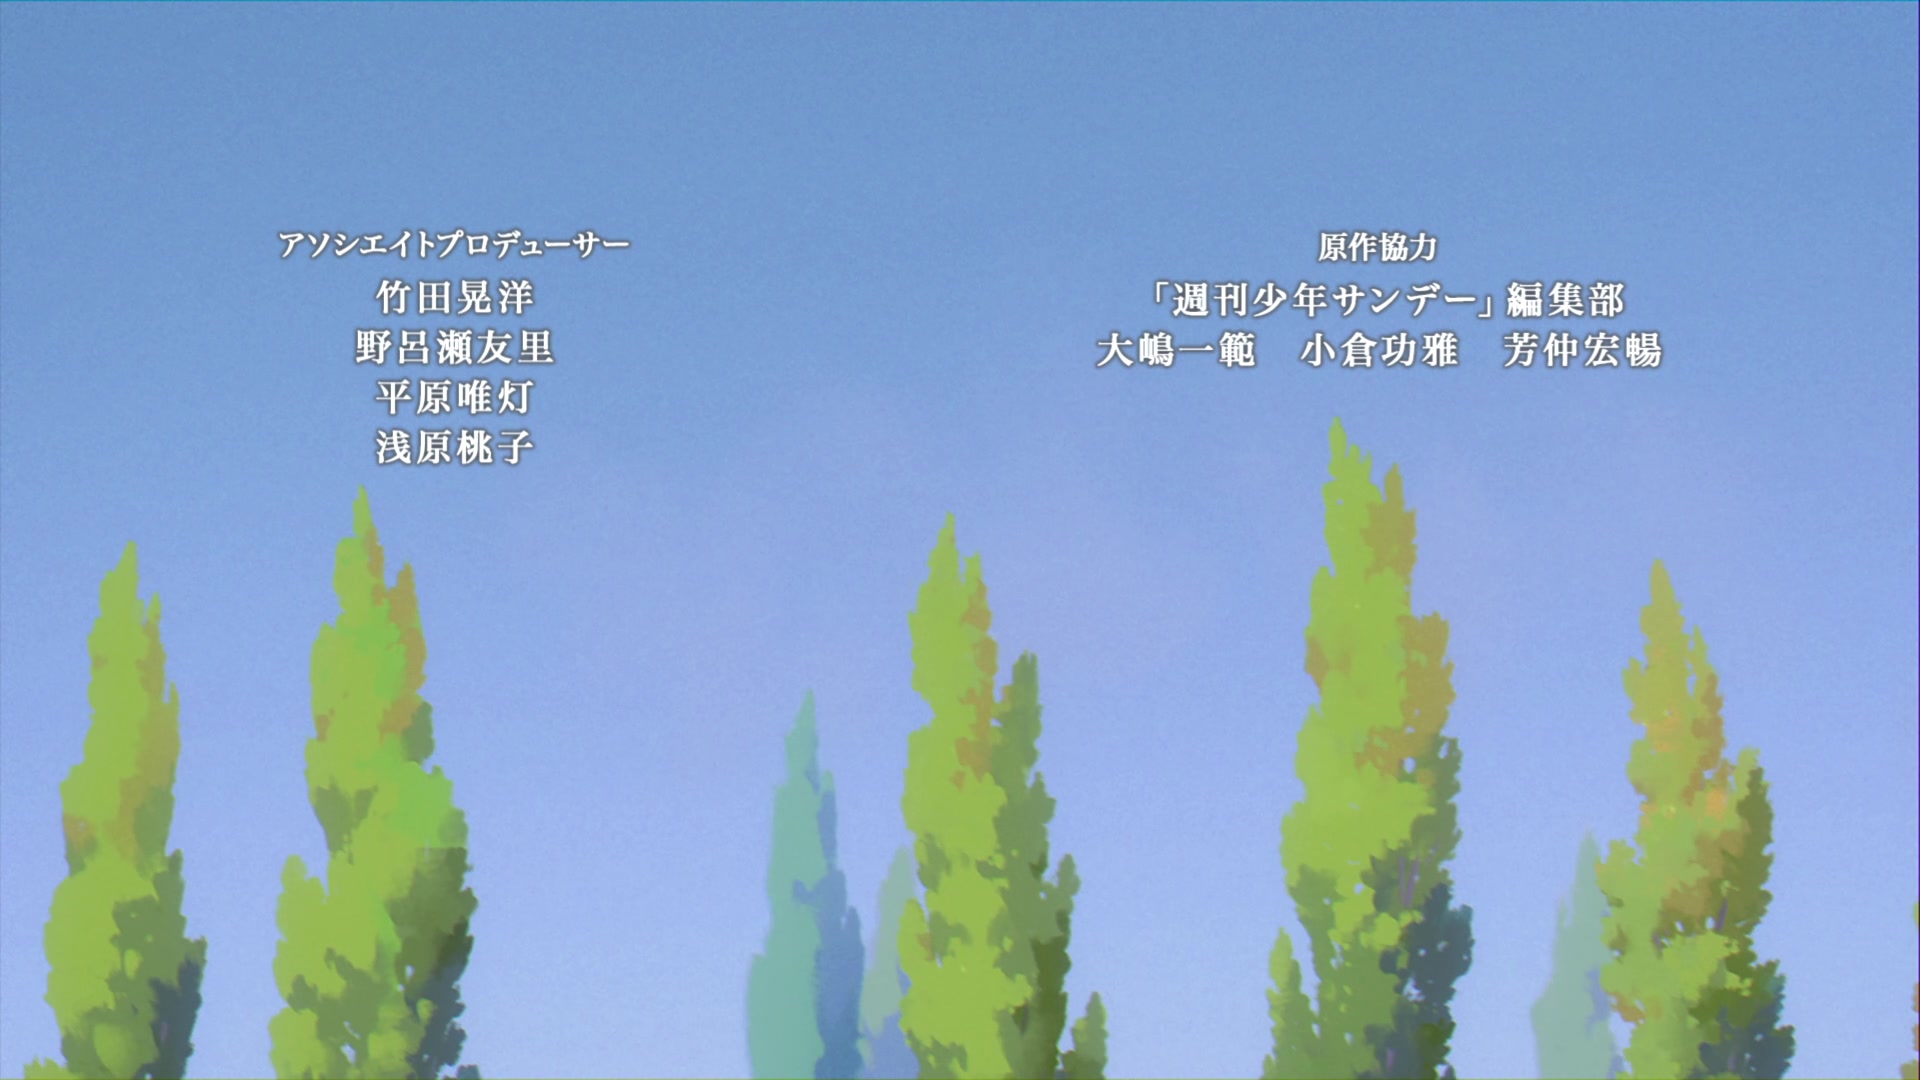 アソシエイトプロデューサー
竹田晃洋
野呂瀬友里
平原唯灯
浅原桃子
原作協力
「週刊少年サンデー」編集部
大嶋一範　小倉功雅　芳仲宏暢